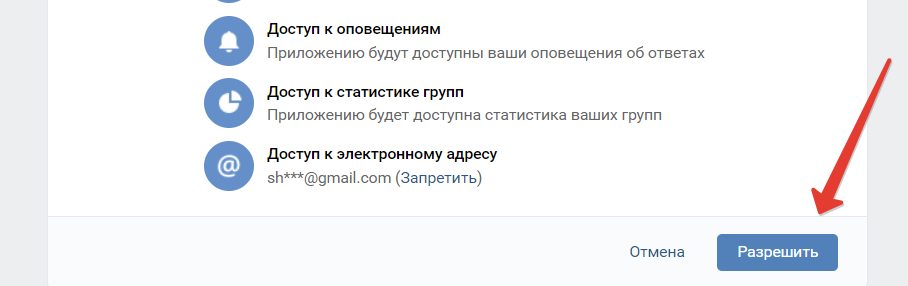 Доступ к оповещениям
Приложению будут доступны ваши оповещения об ответах
Доступ к статистике групп
Приложению будет доступна статистика ваших групп
Доступ к электронному адресу
sh***@gmail.com (Запретить)
Отмена Разрешить